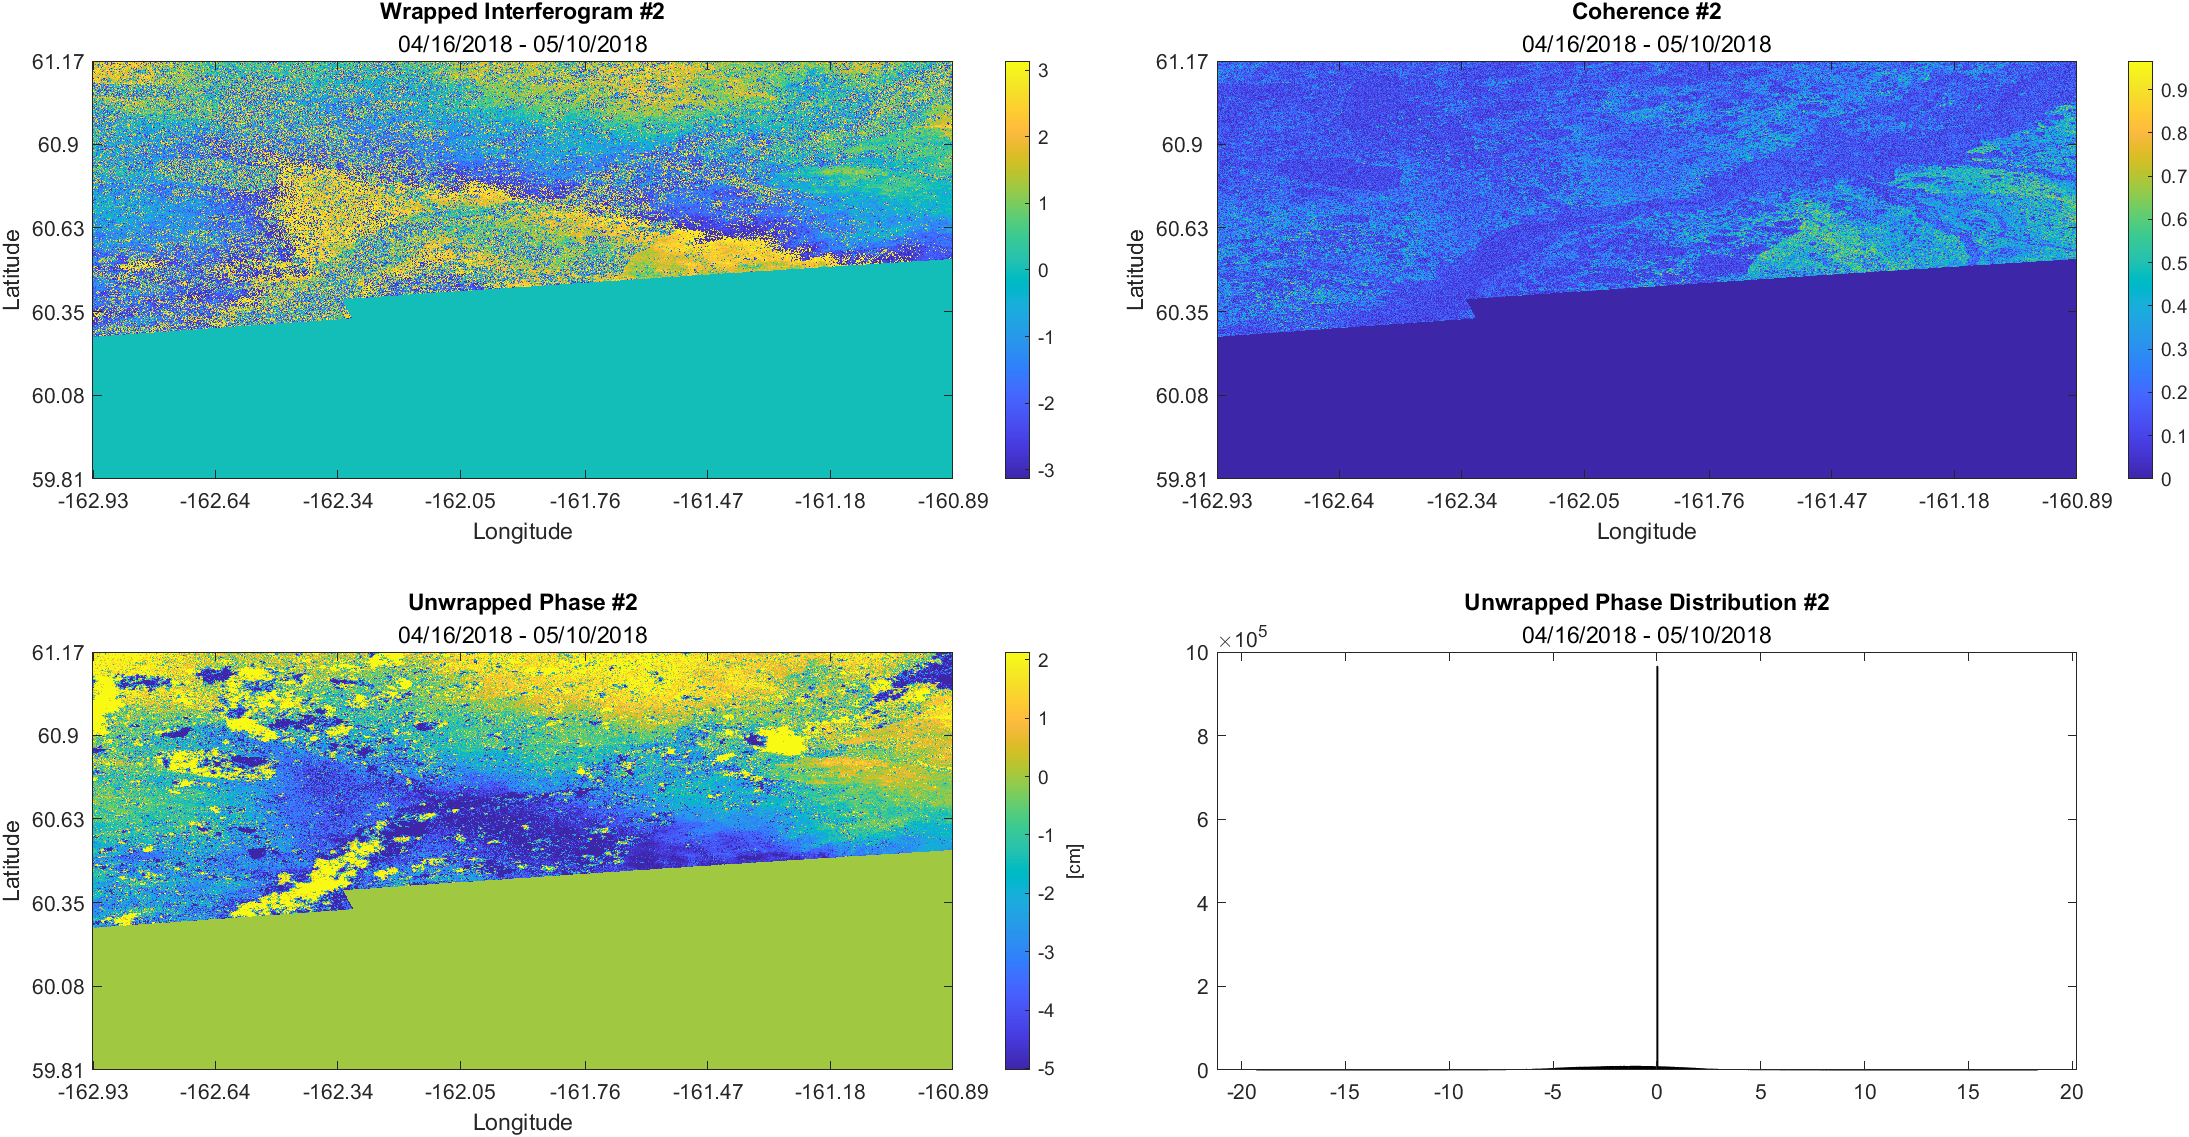 Wrapped Interferogram #2
04/16/2018 - 05/10/2018
61.17
60.9
60.63
60.35
60.08
59.81
Latitude
-162.93 -162.64 -162.34 -162.05 -161.76 -161.47 -161.18 -160.89
Longitude
3
2
1
0
-1
-2
-3
Coherence #2
04/16/2018 - 05/10/2018
61.17
60.9
60.63
60.35
60.08
59.81
Latitude
-162.93 -162.64 -162.34 -162.05 -161.76 -161.47 -161.18 -160.89
Longitude
0.9
0.8
0.7
0.6
0.5
0.4
0.3
0.2
0.1
0
Unwrapped Phase #2
04/16/2018 - 05/10/2018
61.17
60.9
60.63
60.35
60.08
59.81
Latitude
-162.93 -162.64 -162.34 -162.05 -161.76 -161.47 -161.18 -160.89
Longitude
2
1
0
-1
-2
-3
-4
-5
[cm]
Unwrapped Phase Distribution #2
04/16/2018 - 05/10/2018
×10⁵
10
8
6
4
2
0
-20 -15 -10 -5 0 5 10 15 20